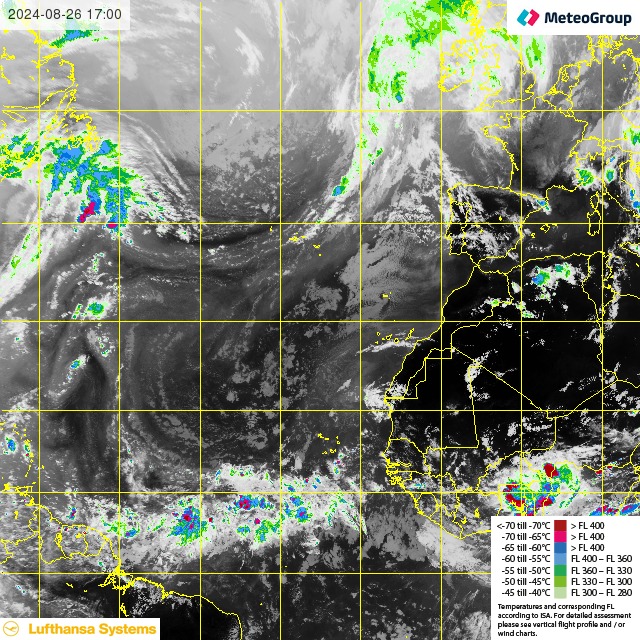 2024-08-26 17:00
MeteoGroup
<-70 till -70°C > FL 400
-70 till -65°C > FL 400
-65 till -60°C > FL 400
-60 till -55°C FL 400 – FL 360
-55 till -50°C FL 360 – FL 330
-50 till -45°C FL 330 – FL 300
-45 till -40°C FL 300 – FL 280
Temperatures and corresponding FL
according to ISA. For detailed assessment
please see vertical flight profile and / or
wind charts.
Lufthansa Systems